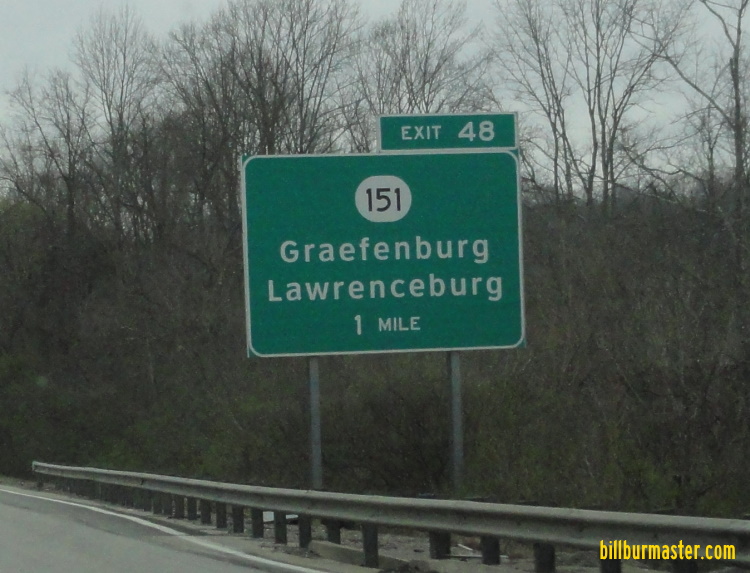 EXIT 48
151
Graefenburg
Lawrenceburg
1 MILE
billburmaster.com